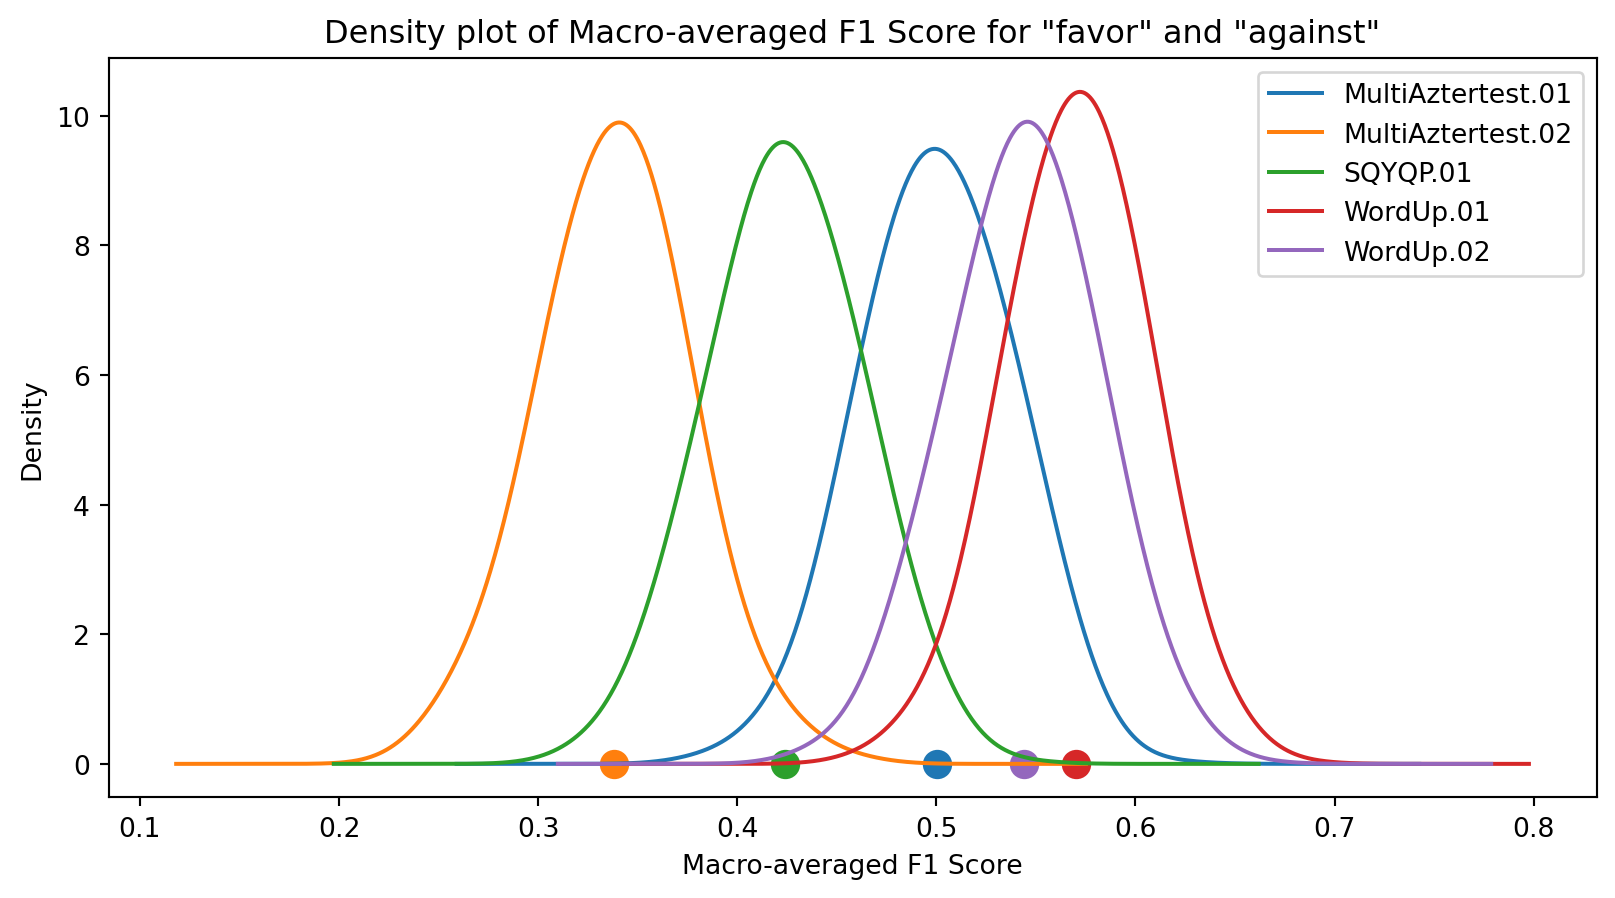 Density plot of Macro-averaged F1 Score for "favor" and "against"
MultiAztertest.01
MultiAztertest.02
SQYQP.01
WordUp.01
WordUp.02
Density
10
8
6
4
2
0
0.1 0.2 0.3 0.4 0.5 0.6 0.7 0.8
Macro-averaged F1 Score